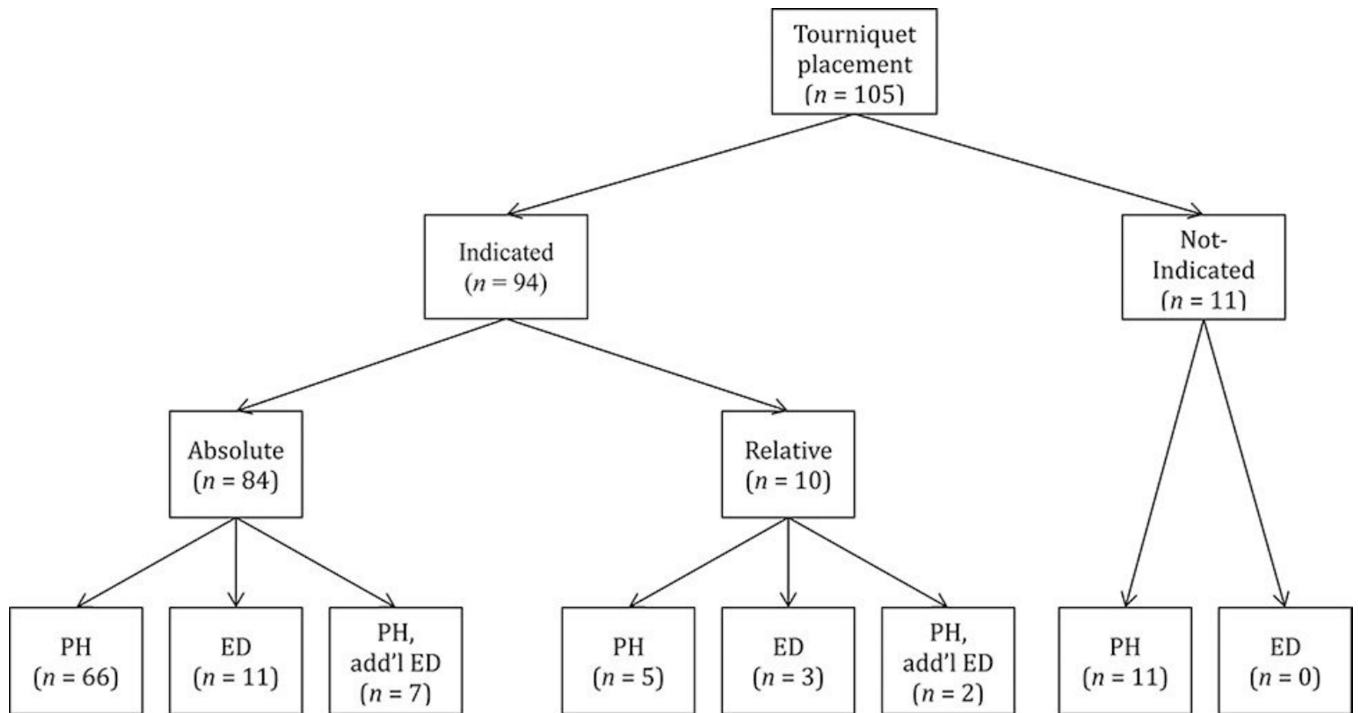 Tourniquet
placement
(n = 105)
Indicated
(n = 94)
Not-
Indicated
(n = 11)
Absolute
(n = 84)
Relative
(n = 10)
PH
(n = 66)
ED
(n = 11)
PH,
add'l ED
(n = 7)
PH
(n = 5)
ED
(n = 3)
PH,
add'l ED
(n = 2)
PH
(n = 11)
ED
(n = 0)